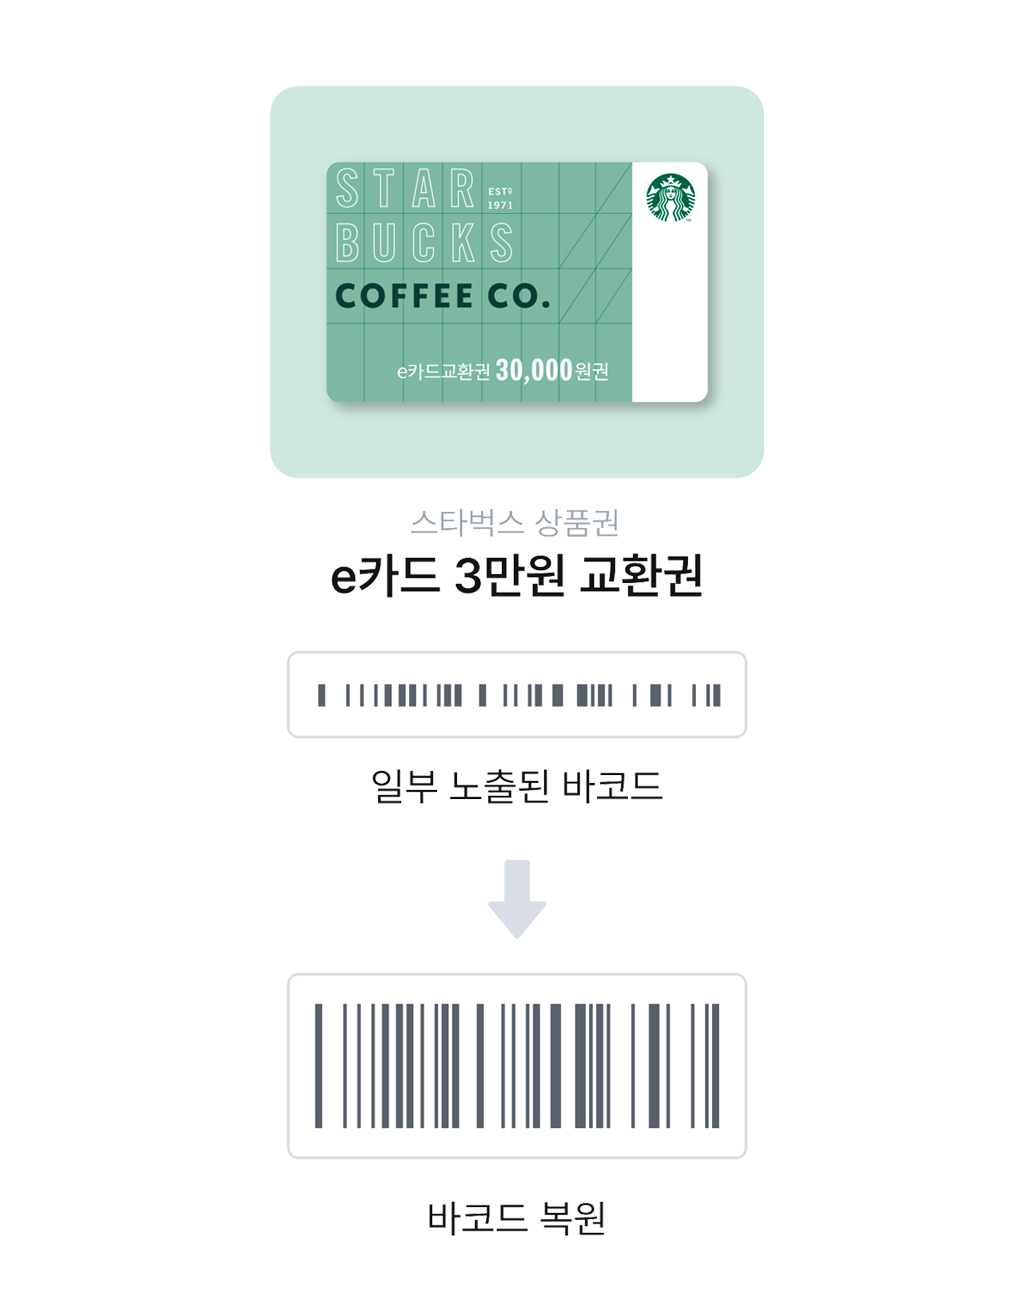 STAR ESTD 1971
BUCKS
COFFEE CO.
e카드교환권 30,000원권
TM
스타벅스 상품권
e카드 3만원 교환권
일부 노출된 바코드
바코드 복원